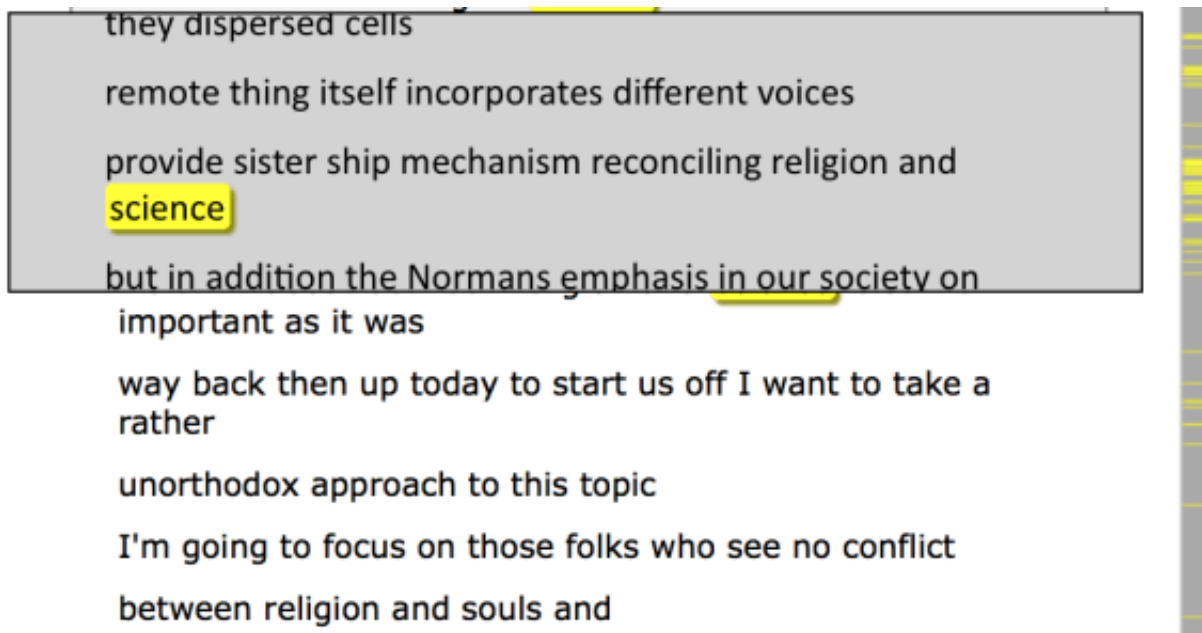 they dispersed cells
remote thing itself incorporates different voices
provide sister ship mechanism reconciling religion and
science
but in addition the Normans emphasis in our society on
important as it was
way back then up today to start us off I want to take a
rather
unorthodox approach to this topic
I'm going to focus on those folks who see no conflict
between religion and souls and